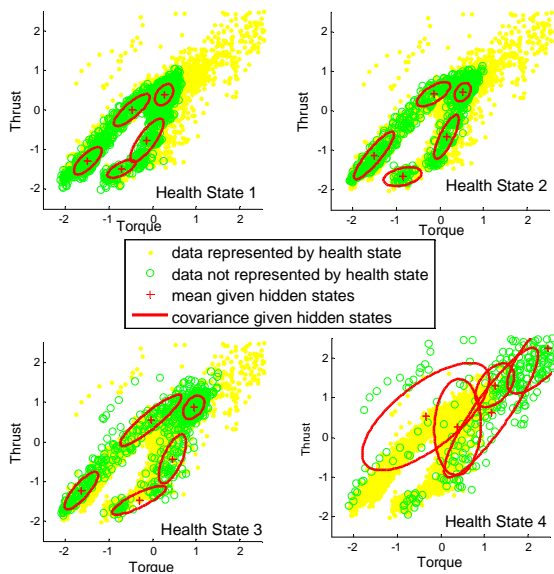 2
1
0
-1
-2
Thrust
-2 -1 0 1 2
Torque
Health State 1
2
1
0
-1
-2
Thrust
-2 -1 0 1 2
Torque
Health State 2
data represented by health state
data not represented by health state
mean given hidden states
covariance given hidden states
2
1
0
-1
-2
Thrust
-2 -1 0 1 2
Torque
Health State 3
2
1
0
-1
-2
Thrust
-2 -1 0 1 2
Torque
Health State 4